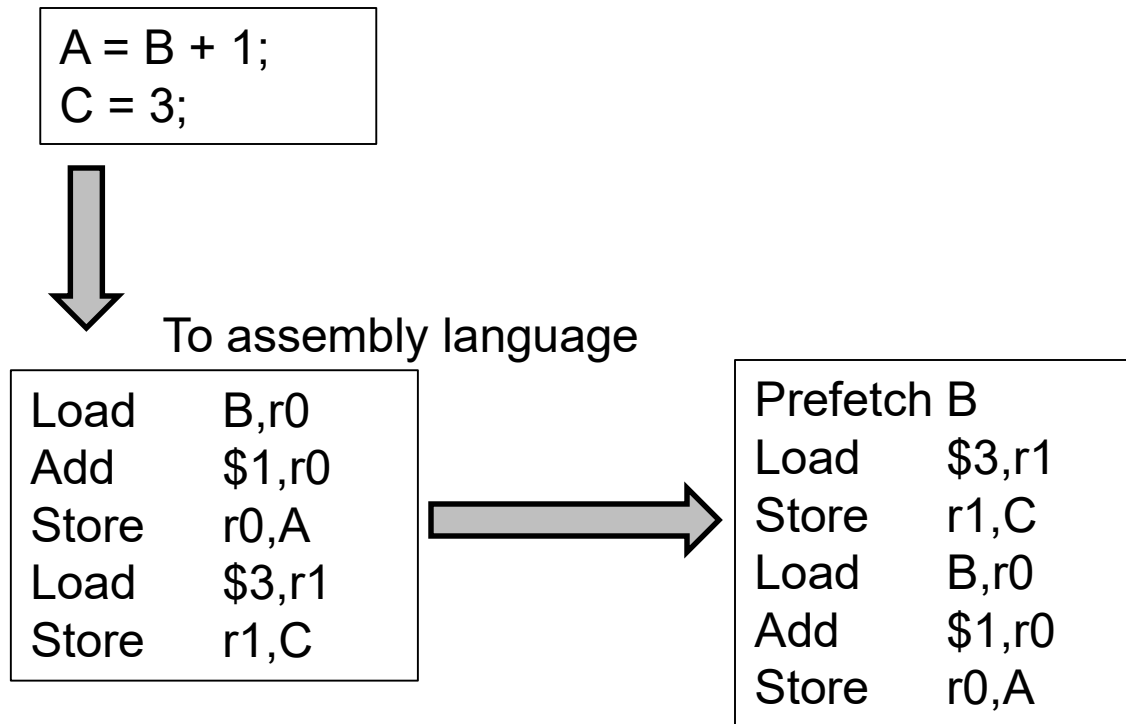 A = B + 1;
C = 3;
To assembly language
Load B,r0
Add $1,r0
Store r0,A
Load $3,r1
Store r1,C
Prefetch B
Load $3,r1
Store r1,C
Load B,r0
Add $1,r0
Store r0,A